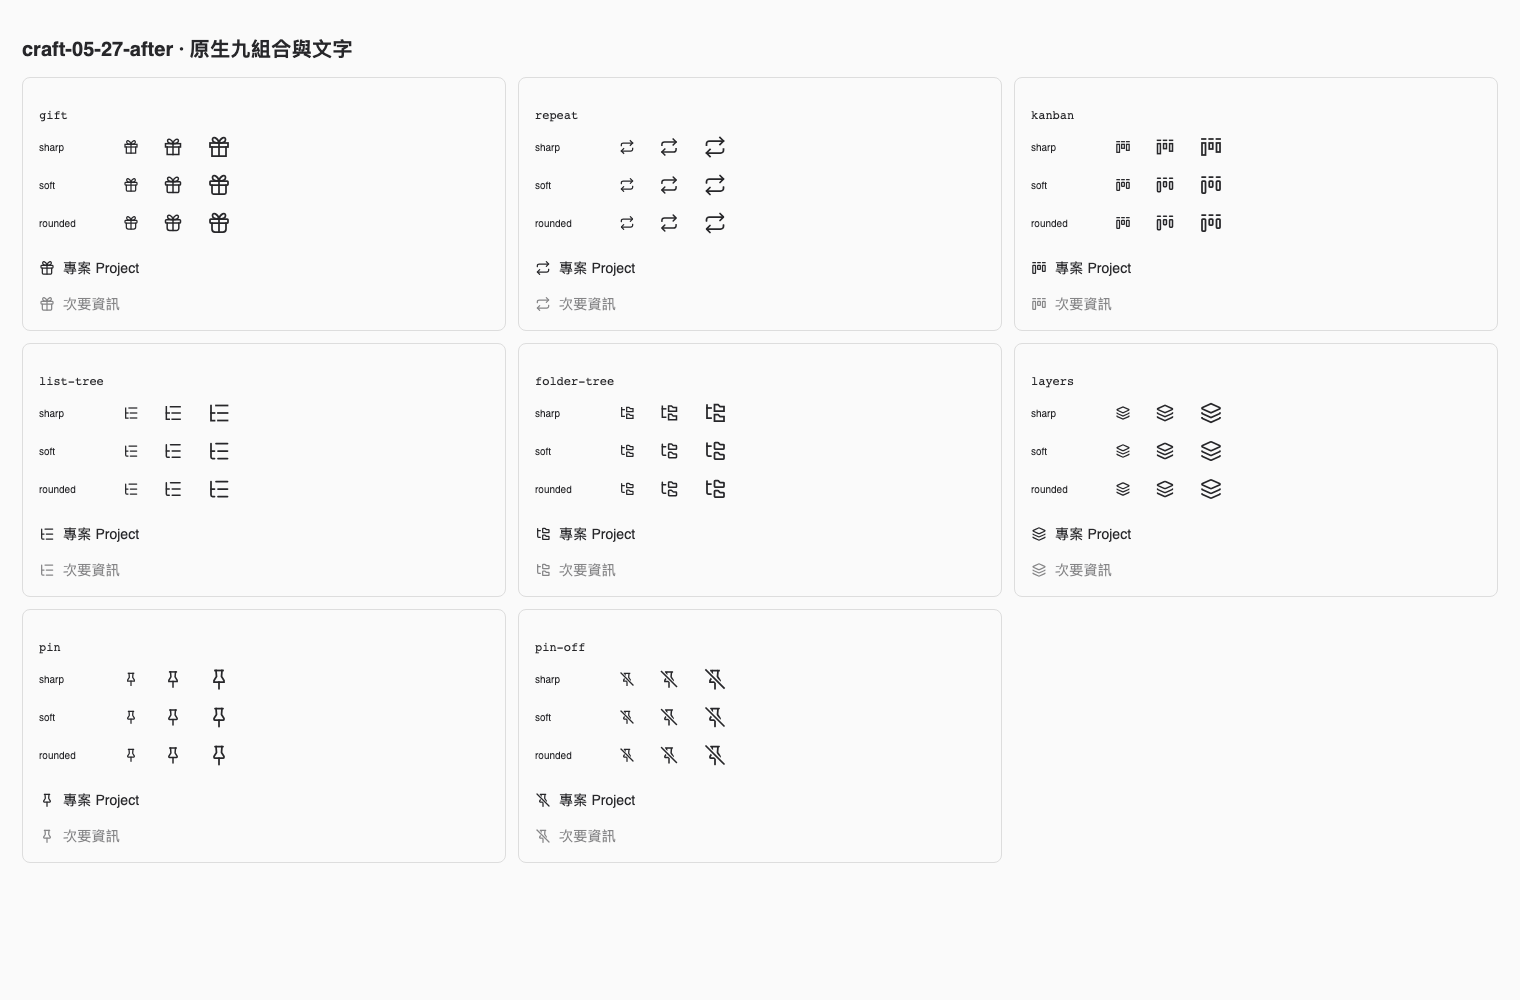 craft-05-27-after · 原生九組合與文字
gift
sharp
soft
rounded
專案 Project
次要資訊
repeat
sharp
soft
rounded
專案 Project
次要資訊
kanban
sharp
soft
rounded
專案 Project
次要資訊
list-tree
sharp
soft
rounded
專案 Project
次要資訊
folder-tree
sharp
soft
rounded
專案 Project
次要資訊
layers
sharp
soft
rounded
專案 Project
次要資訊
pin
sharp
soft
rounded
專案 Project
次要資訊
pin-off
sharp
soft
rounded
專案 Project
次要資訊